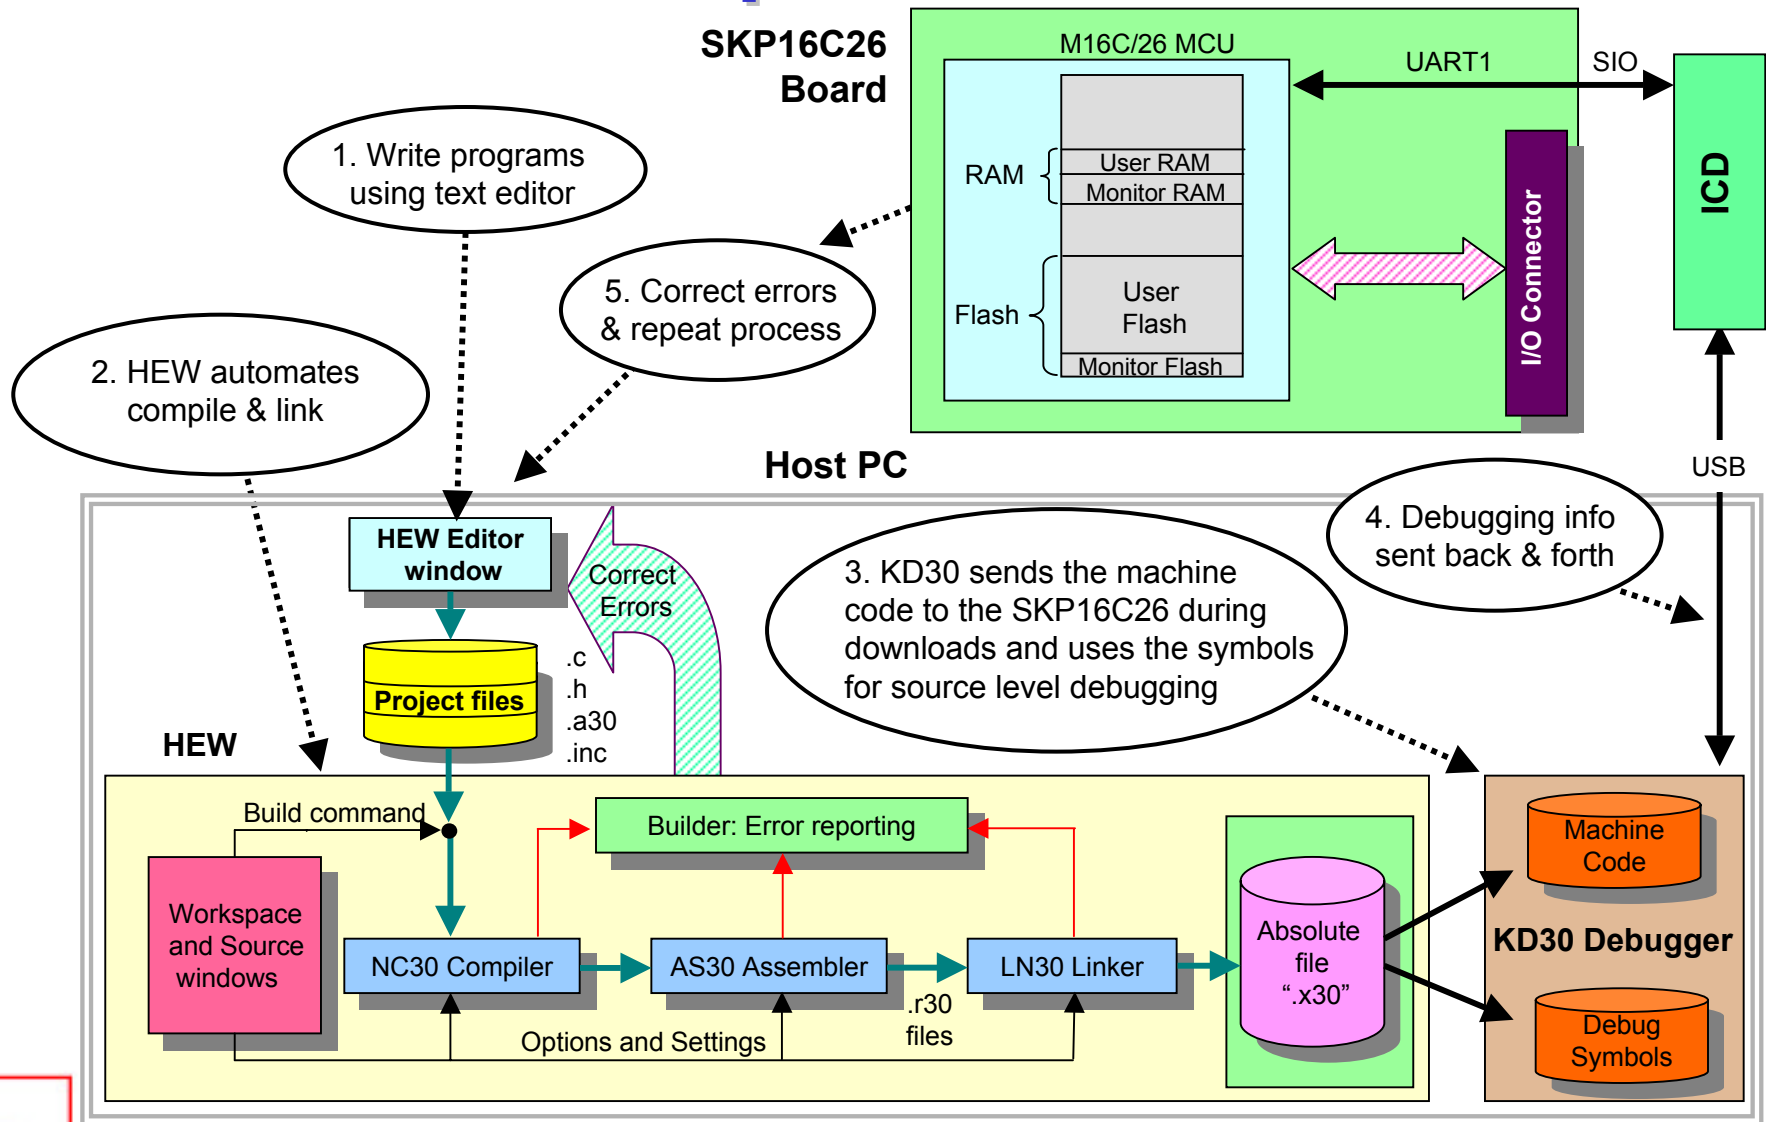 SKP16C26
Board
M16C/26 MCU
UART1
SIO
ICD
RAM
User RAM
Monitor RAM
Flash
User
Flash
Monitor Flash
I/O Connector
1. Write programs
using text editor
5. Correct errors
& repeat process
2. HEW automates
compile & link
Host PC
USB
HEW Editor
window
Correct
Errors
3. KD30 sends the machine
code to the SKP16C26 during
downloads and uses the symbols
for source level debugging
4. Debugging info
sent back & forth
Project files
.c
.h
.a30
.inc
HEW
Build command
Builder: Error reporting
Workspace
and Source
windows
NC30 Compiler
AS30 Assembler
LN30 Linker
.r30
files
Options and Settings
Absolute
file
“.x30”
Machine
Code
KD30 Debugger
Debug
Symbols